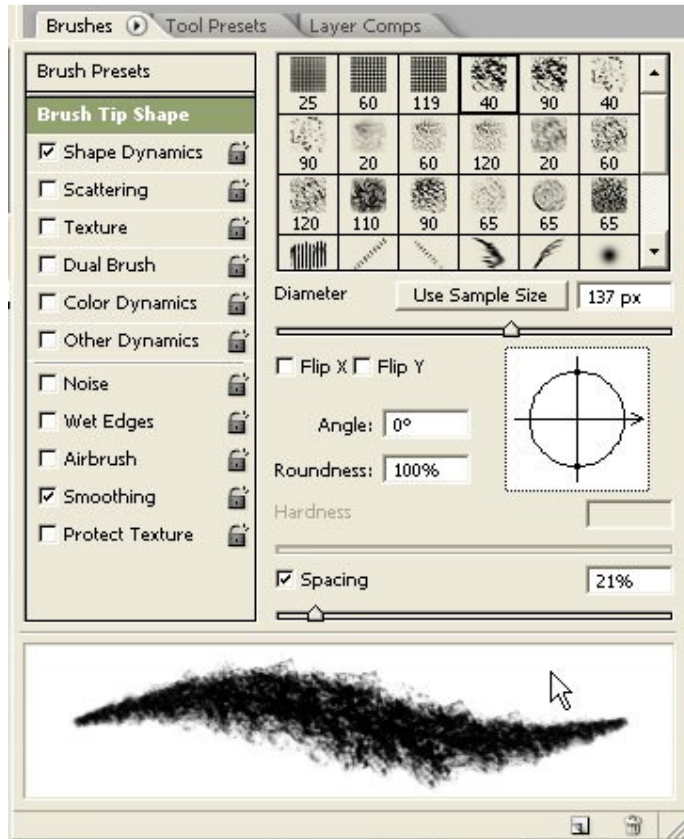 Brushes Tool Presets Layer Comps
Brush Presets
Brush Tip Shape
Shape Dynamics
Scattering
Texture
Dual Brush
Color Dynamics
Other Dynamics
Noise
Wet Edges
Airbrush
Smoothing
Protect Texture
25 60 119 40 90 40
90 20 60 120 20 60
120 110 90 65 65 65
Diameter Use Sample Size 137 px
Flip X Flip Y
Angle: 0º
Roundness: 100%
Hardness
Spacing 21%